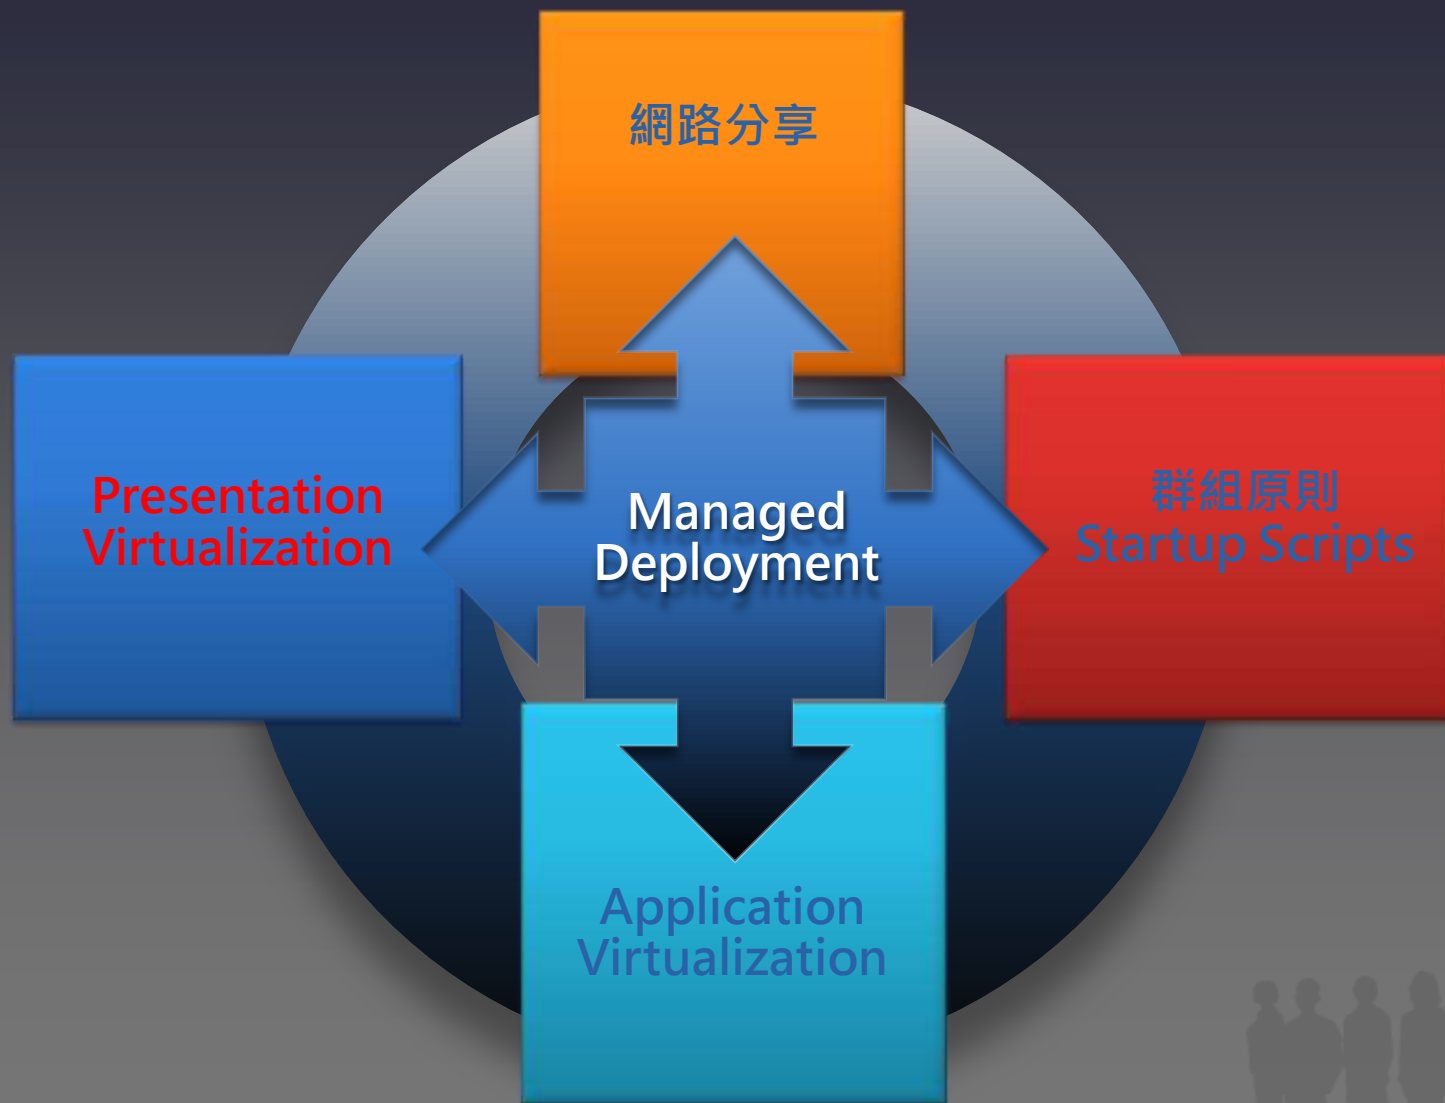 網路分享
Presentation
Virtualization
Managed
Deployment
群組原則
Startup Scripts
Application
Virtualization